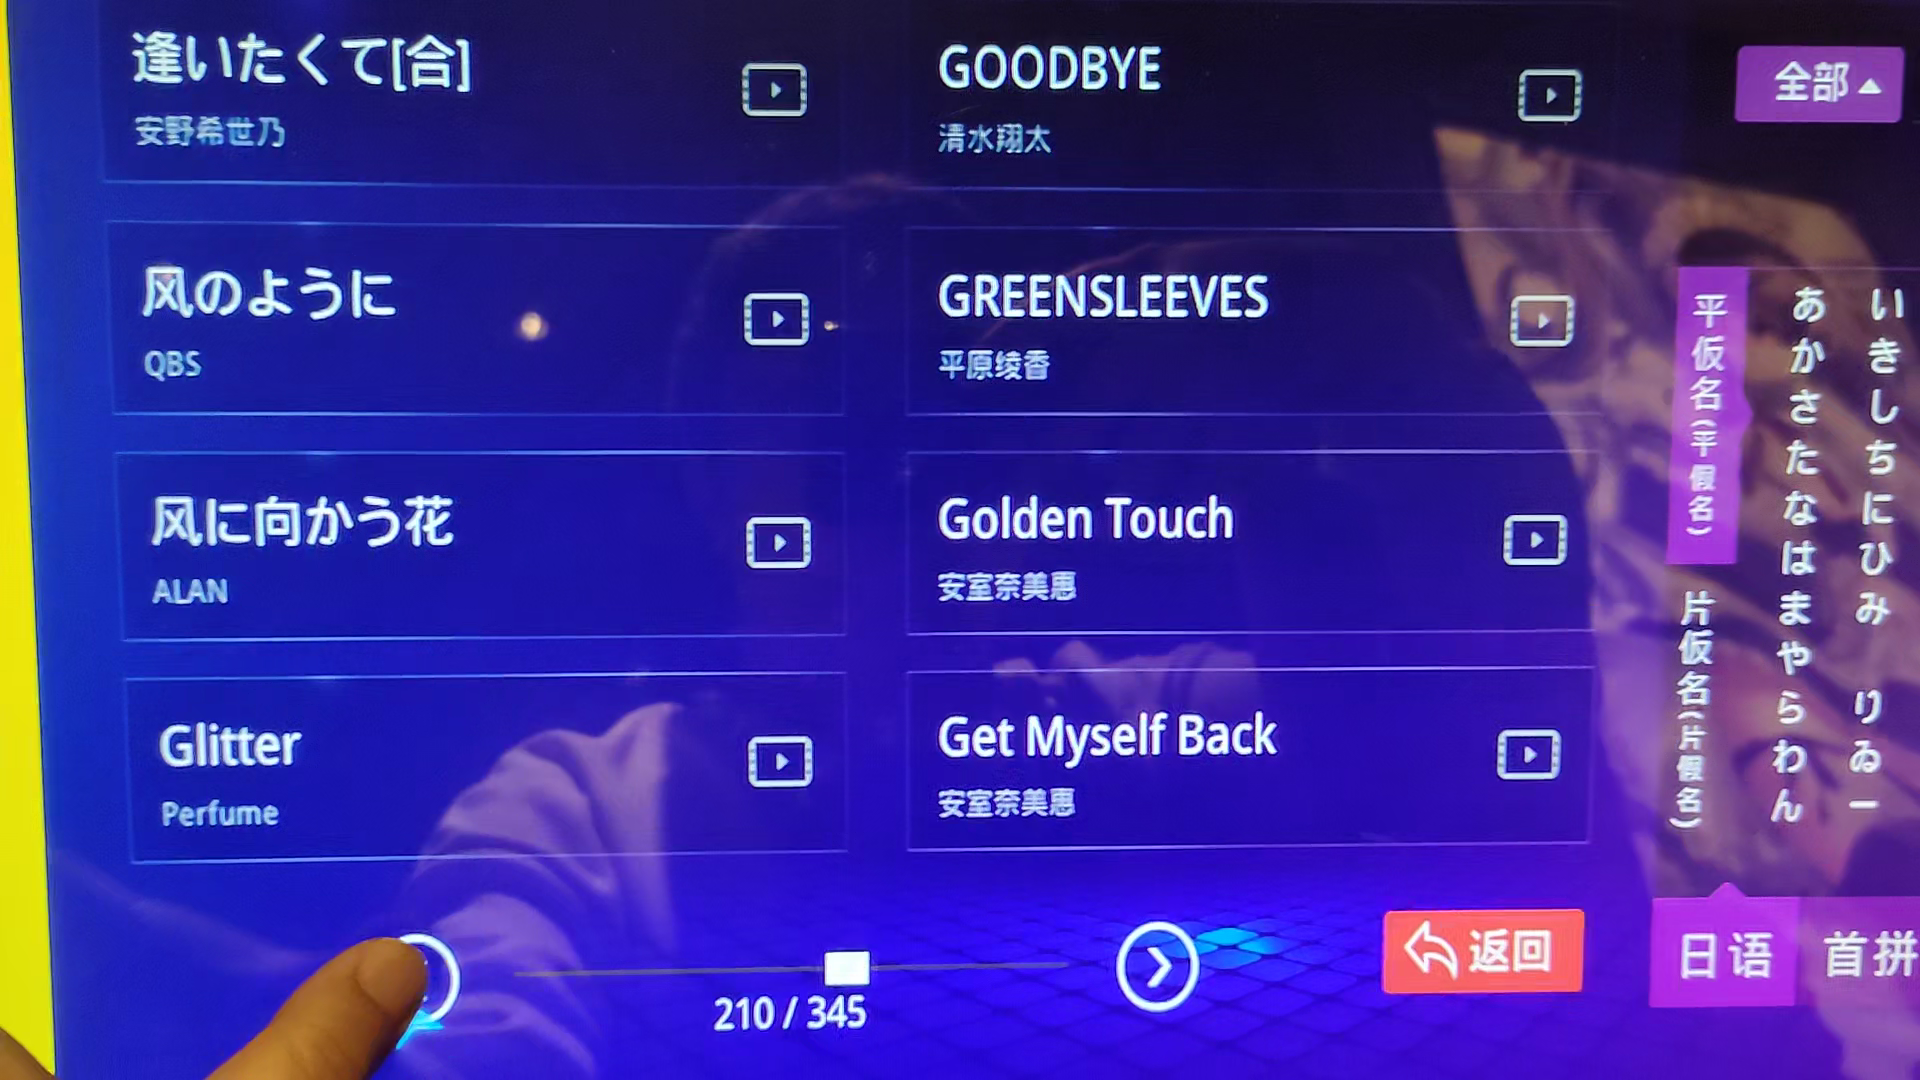 逢いたくて[合]
安野希世乃
GOODBYE
清水翔太
全部
风のように
QBS
GREENSLEEVES
平原绫香
风に向かう花
ALAN
Golden Touch
安室奈美恵
Glitter
Perfume
Get Myself Back
安室奈美恵
平仮名(平假名)
片仮名(片假名)
あかさたなはまやらわん
いきしちにひみ りゐー
210 / 345
返回
日语
首拼